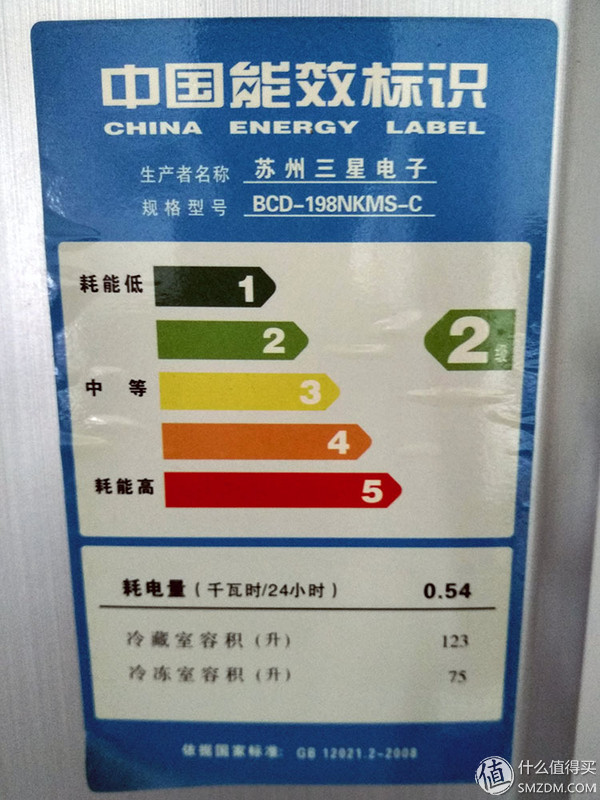 中国能效标识
CHINA ENERGY LABEL
生产者名称 苏州三星电子
规格型号 BCD-198NKMS-C
耗能低 1
2 2级
中 等 3
4
耗能高 5
耗电量（千瓦时/24小时） 0.54
冷藏室容积（升） 123
冷冻室容积（升） 75
依据国家标准: GB 12021.2-2008
值 什么值得买
SMZDM.COM